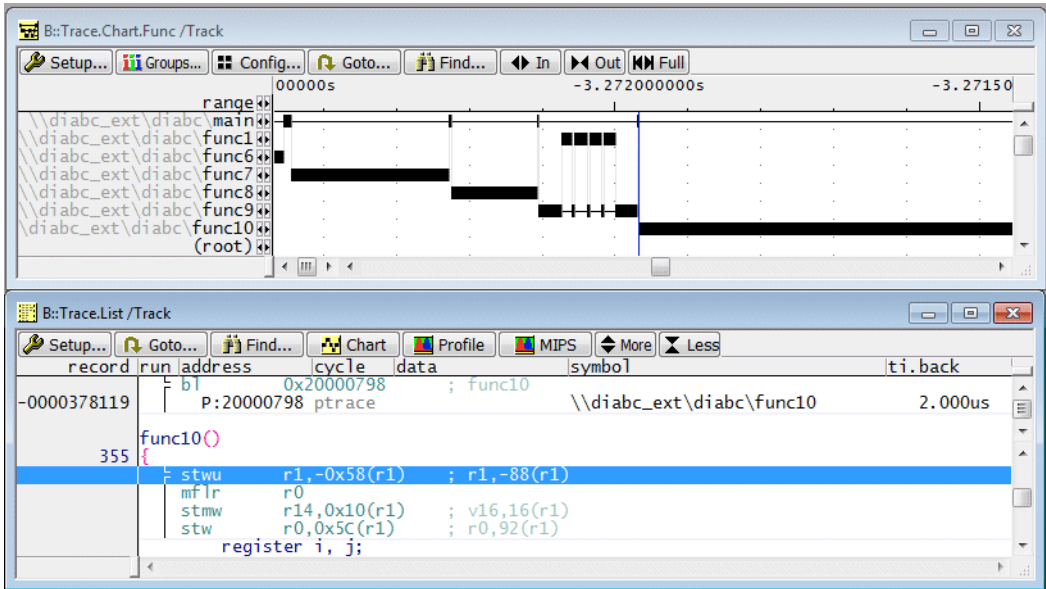 B::Trace.Chart.Func /Track
Setup... Groups... Config... Goto... Find... In Out Full
00000s -3.272000000s -3.27150
range
\\diabc_ext\diabc\main
\\diabc_ext\diabc\func1
\\diabc_ext\diabc\func6
\\diabc_ext\diabc\func7
\\diabc_ext\diabc\func8
\\diabc_ext\diabc\func9
\diabc_ext\diabc\func10
(root)
B::Trace.List /Track
Setup... Goto... Find... Chart Profile MIPS More Less
record run address cycle data symbol ti.back
bl 0x20000798 ; func10
-0000378119 P:20000798 ptrace \\diabc_ext\diabc\func10 2.000us
func10()
355 {
stwu r1,-0x58(r1) ; r1,-88(r1)
mflr r0
stmw r14,0x10(r1) ; v16,16(r1)
stw r0,0x5C(r1) ; r0,92(r1)
register i, j;